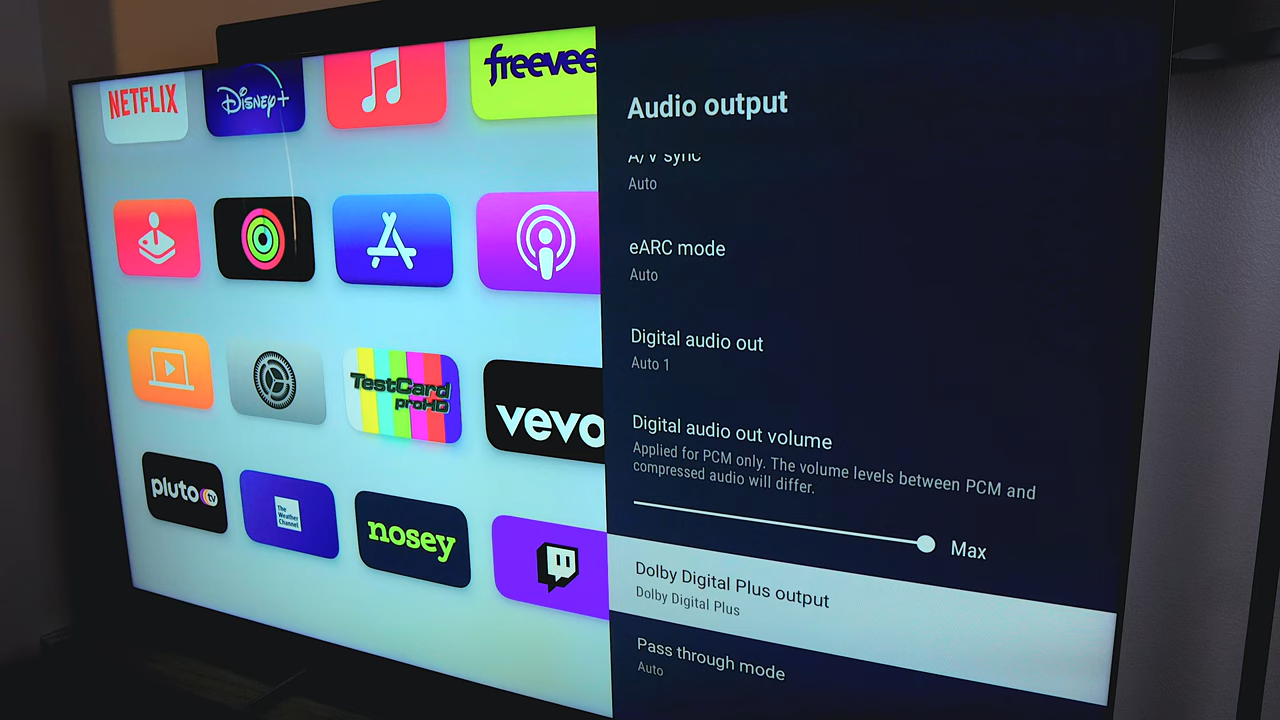 NETFLIX
Disney+
freevee
TestCard
proHD
vevo
pluto tv
The
Weather
Channel
nosey
Audio output
A/V sync
Auto
eARC mode
Auto
Digital audio out
Auto 1
Digital audio out volume
Applied for PCM only. The volume levels between PCM and
compressed audio will differ.
Max
Dolby Digital Plus output
Dolby Digital Plus
Pass through mode
Auto